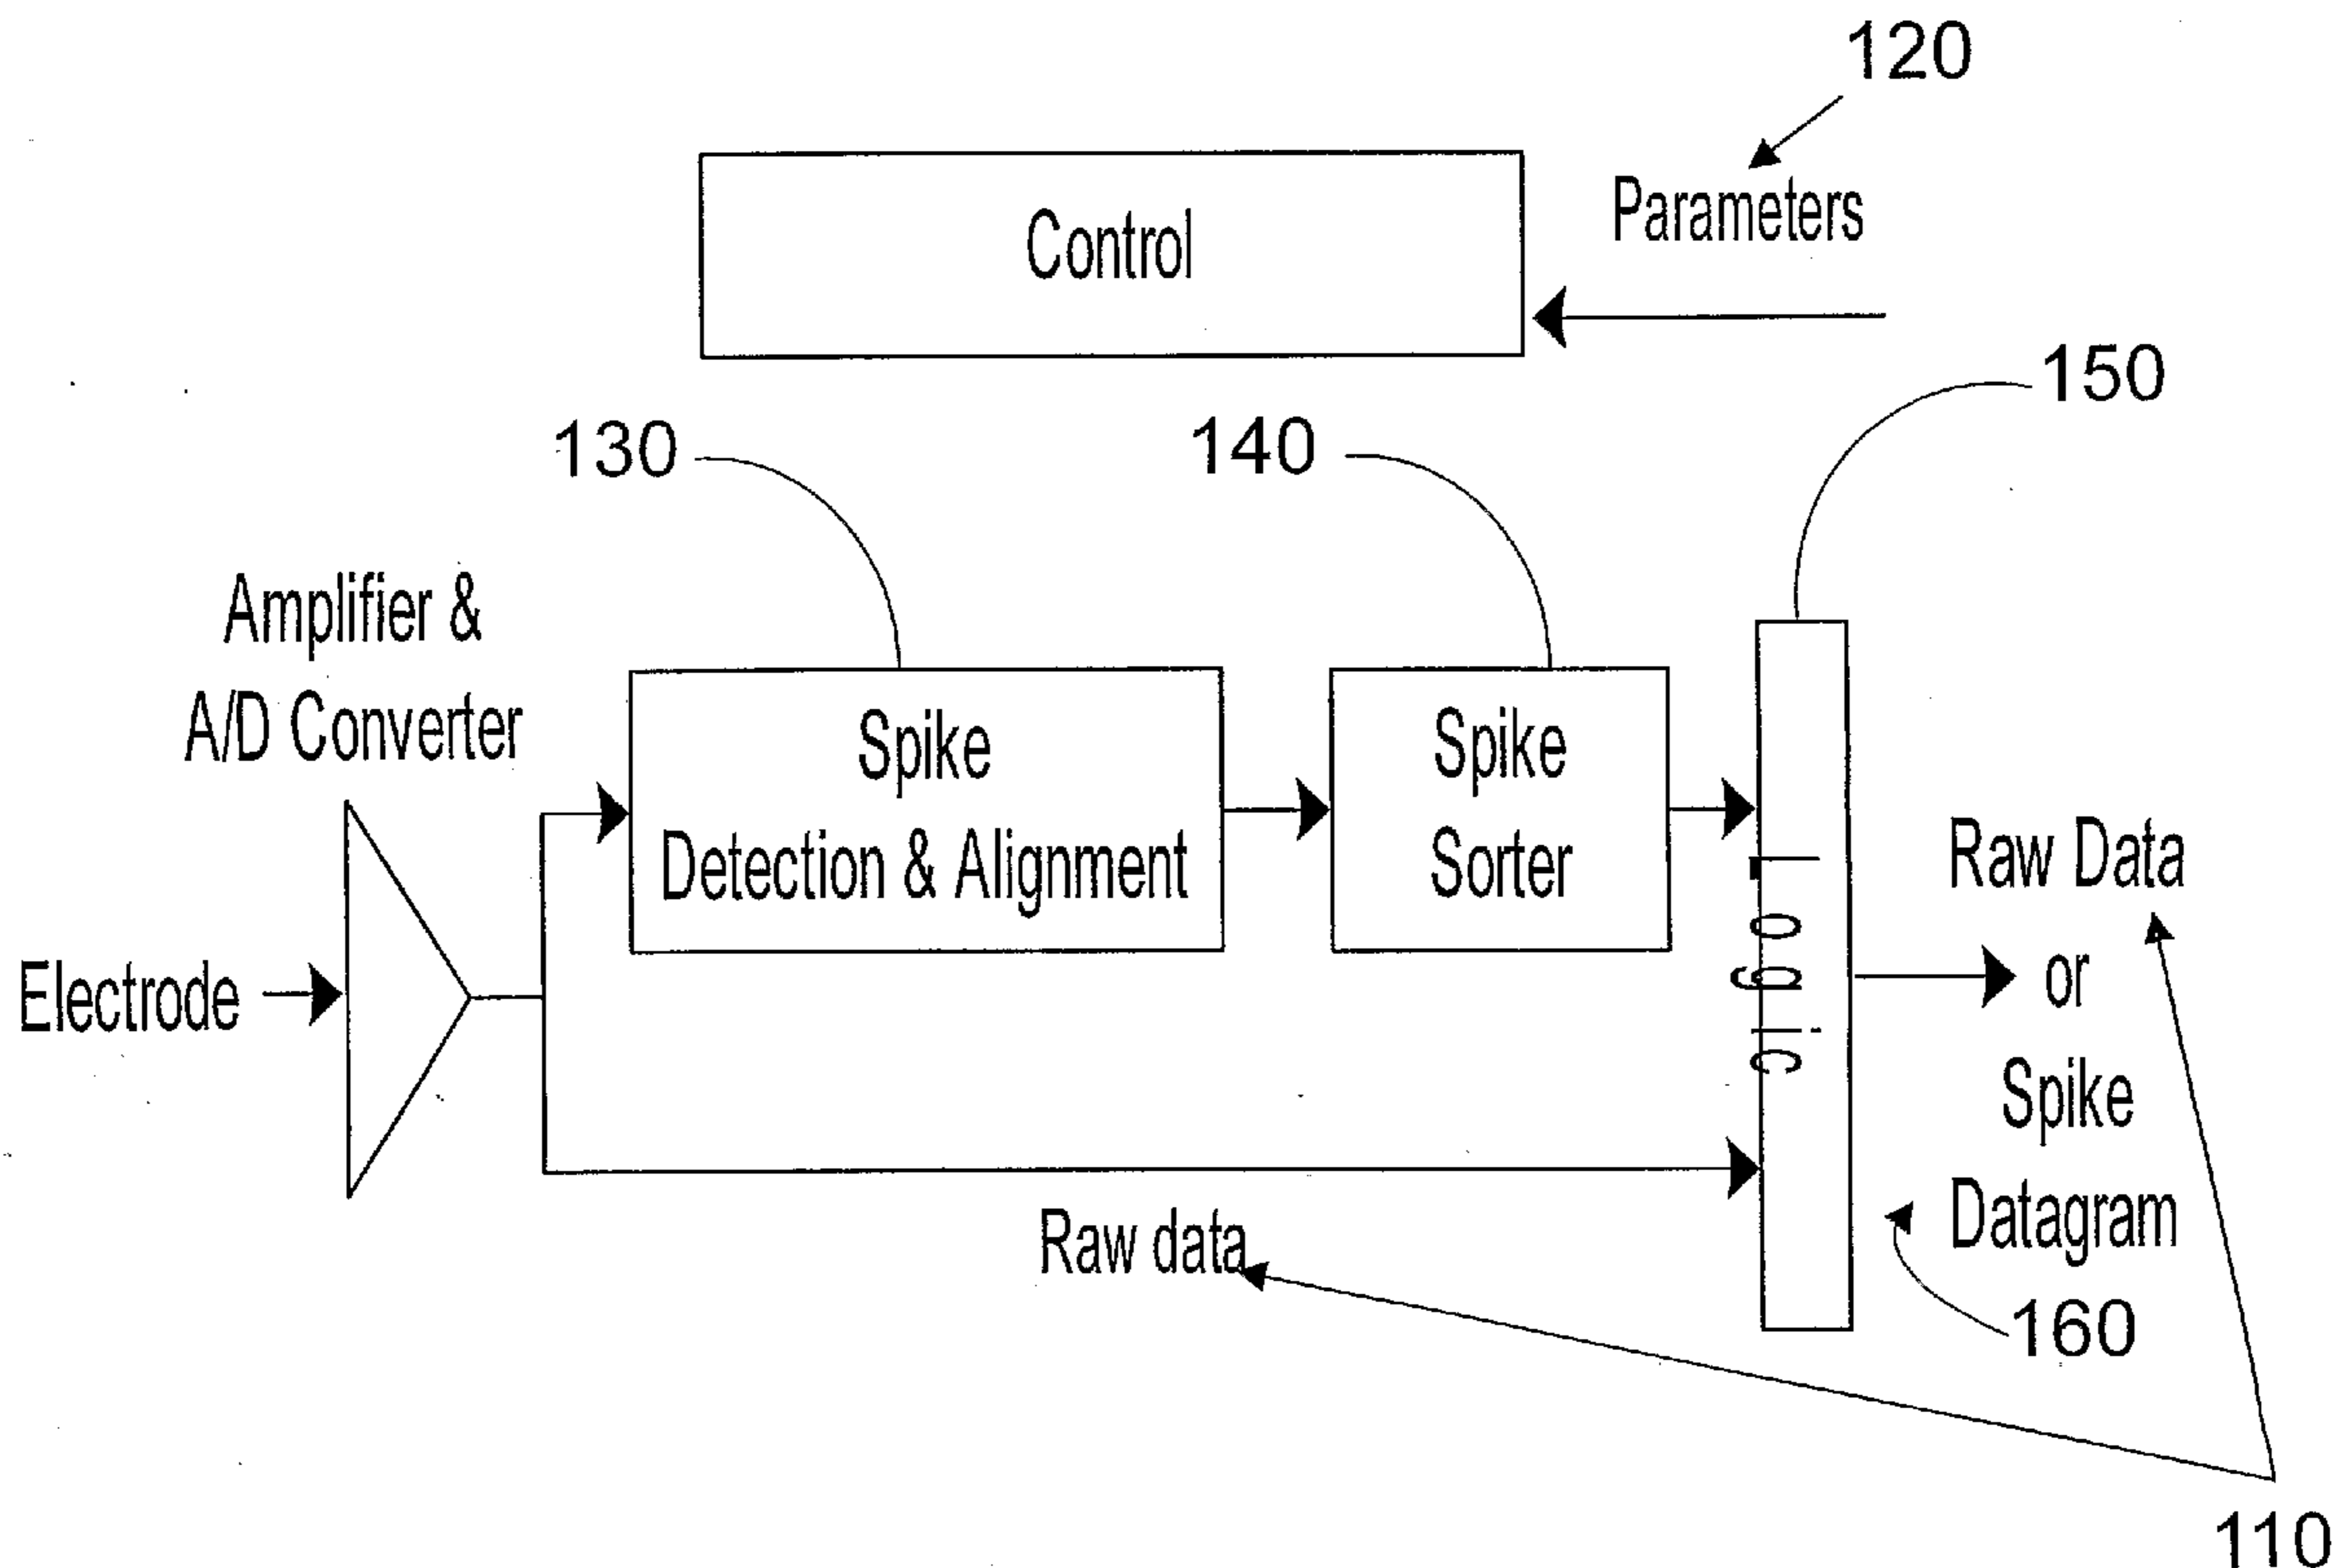 120
Parameters
Control
150
130
140
Amplifier &
A/D Converter
Spike
Detection & Alignment
Spike
Sorter
Logic
Electrode
Raw Data
or
Spike
Datagram
Raw data
160
110